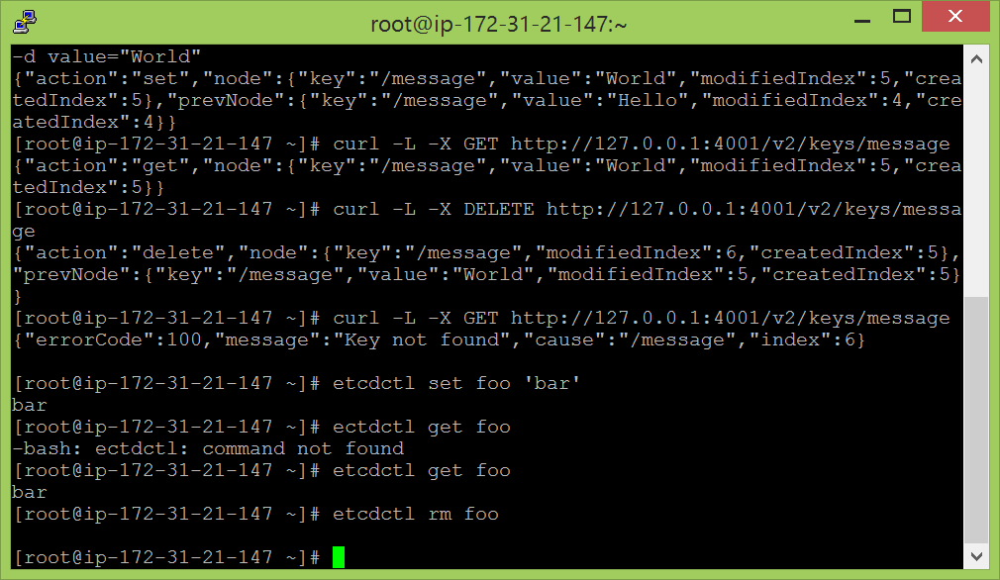 root@ip-172-31-21-147:~
-d value="World"
{"action":"set","node":{"key":"/message","value":"World","modifiedIndex":5,"crea
tedIndex":5},"prevNode":{"key":"/message","value":"Hello","modifiedIndex":4,"cre
atedIndex":4}}
[root@ip-172-31-21-147 ~]# curl -L -X GET http://127.0.0.1:4001/v2/keys/message
{"action":"get","node":{"key":"/message","value":"World","modifiedIndex":5,"crea
tedIndex":5}}
[root@ip-172-31-21-147 ~]# curl -L -X DELETE http://127.0.0.1:4001/v2/keys/messa
ge
{"action":"delete","node":{"key":"/message","modifiedIndex":6,"createdIndex":5},
"prevNode":{"key":"/message","value":"World","modifiedIndex":5,"createdIndex":5}
}
[root@ip-172-31-21-147 ~]# curl -L -X GET http://127.0.0.1:4001/v2/keys/message
{"errorCode":100,"message":"Key not found","cause":"/message","index":6}
[root@ip-172-31-21-147 ~]# etcdctl set foo 'bar'
bar
[root@ip-172-31-21-147 ~]# ectdctl get foo
-bash: ectdctl: command not found
[root@ip-172-31-21-147 ~]# etcdctl get foo
bar
[root@ip-172-31-21-147 ~]# etcdctl rm foo
[root@ip-172-31-21-147 ~]#